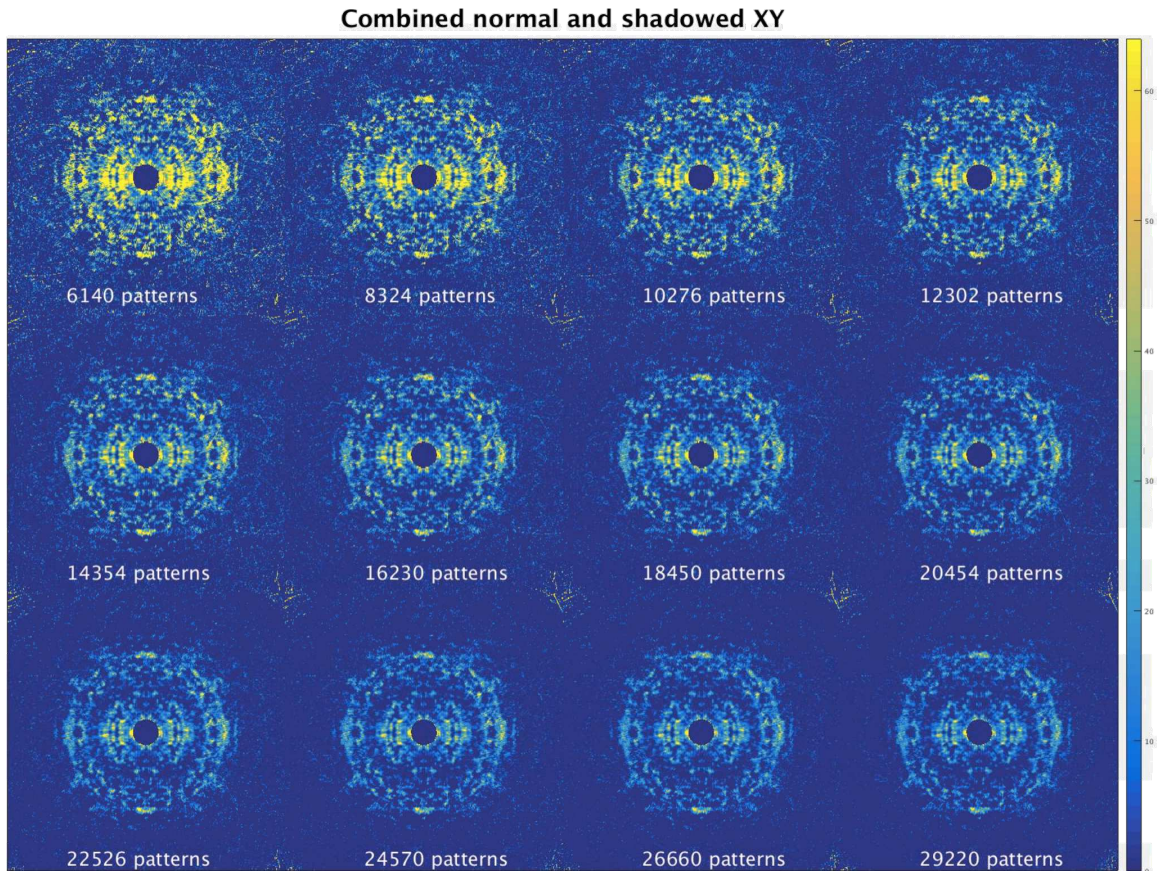 Combined normal and shadowed XY
6140 patterns
8324 patterns
10276 patterns
12302 patterns
14354 patterns
16230 patterns
18450 patterns
20454 patterns
22526 patterns
24570 patterns
26660 patterns
29220 patterns
60
50
40
30
20
10
0